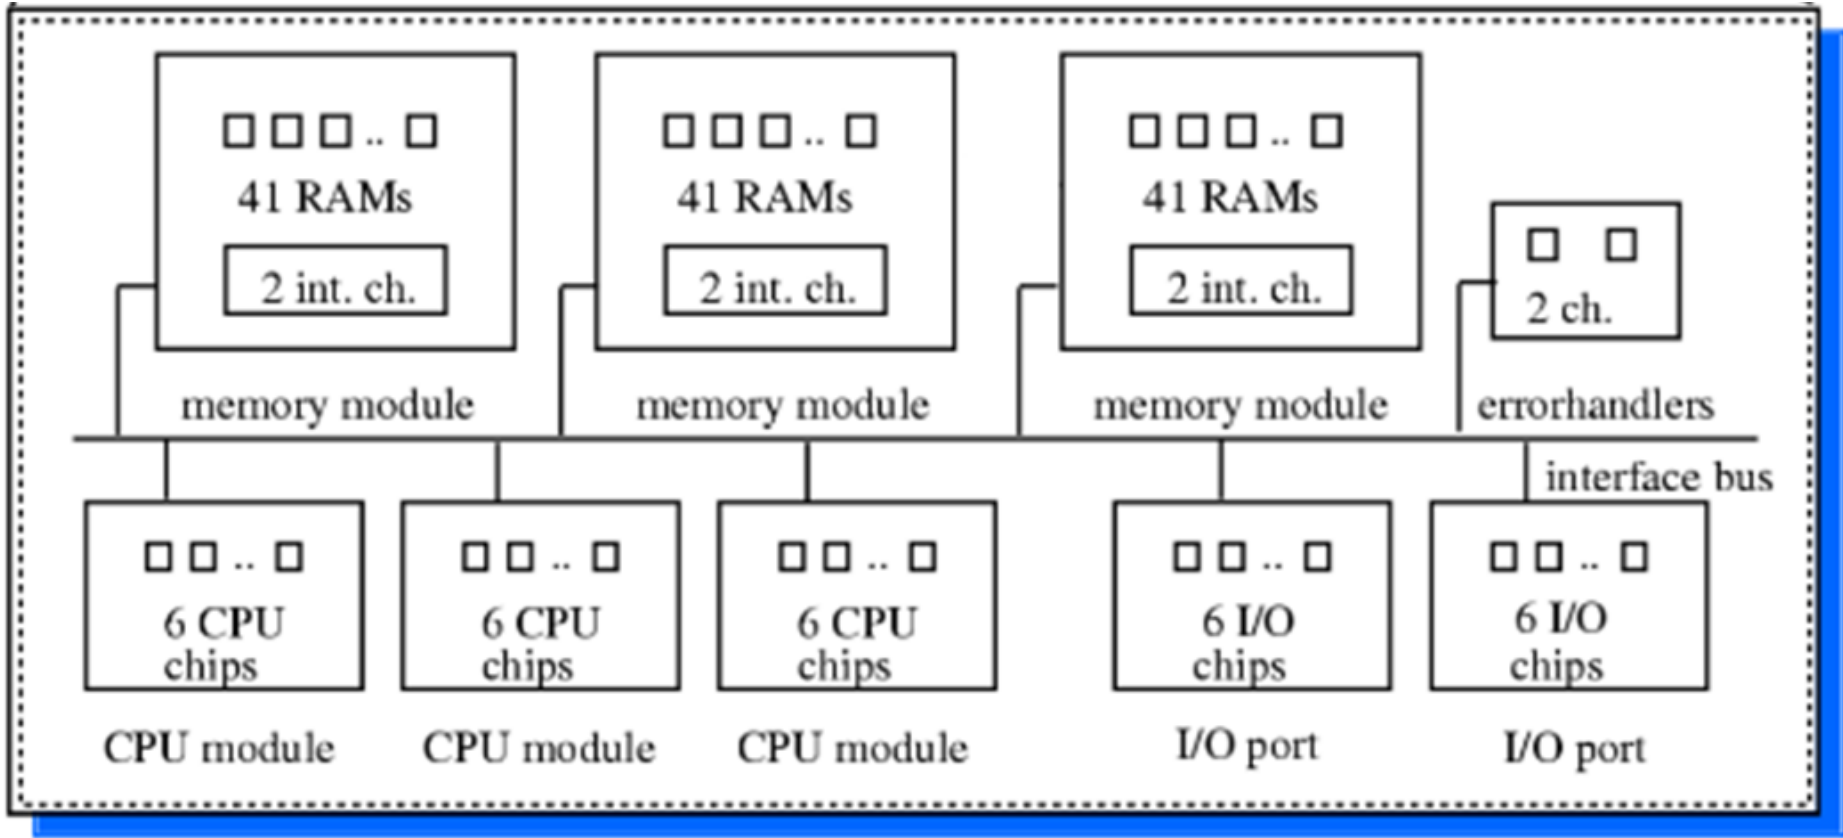 41 RAMs
2 int. ch.
memory module
41 RAMs
2 int. ch.
memory module
41 RAMs
2 int. ch.
memory module
2 ch.
errorhandlers
interface bus
6 CPU
chips
CPU module
6 CPU
chips
CPU module
6 CPU
chips
CPU module
6 I/O
chips
I/O port
6 I/O
chips
I/O port